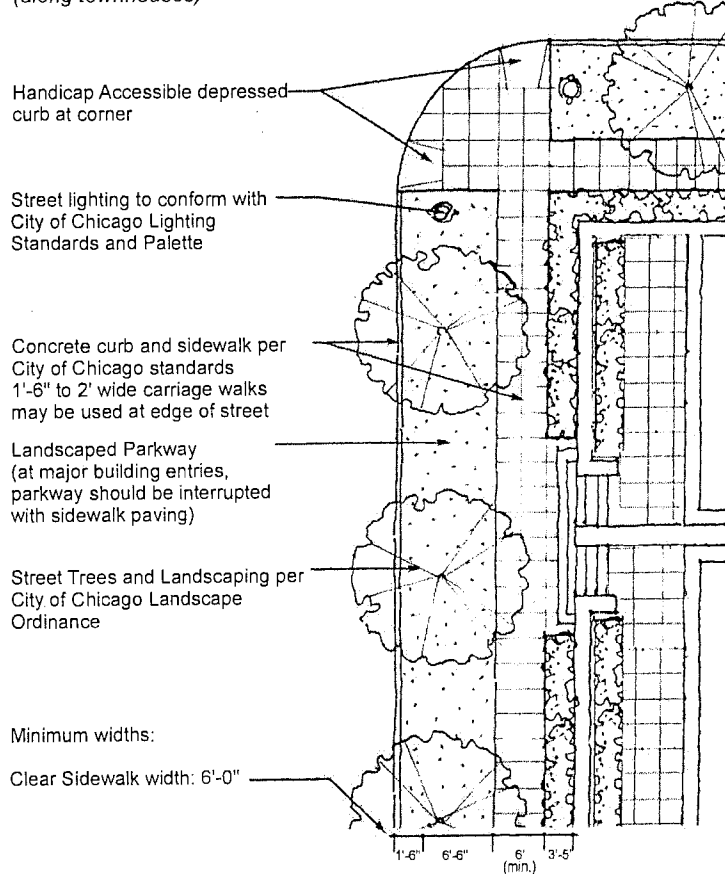 (along townhouses)
Handicap Accessible depressed
curb at corner
Street lighting to conform with
City of Chicago Lighting
Standards and Palette
Concrete curb and sidewalk per
City of Chicago standards
1'-6" to 2' wide carriage walks
may be used at edge of street
Landscaped Parkway
(at major building entries,
parkway should be interrupted
with sidewalk paving)
Street Trees and Landscaping per
City of Chicago Landscape
Ordinance
Minimum widths:
Clear Sidewalk width: 6'-0"
1'-6" 6'-6" 6' 3'-5"
(min.)